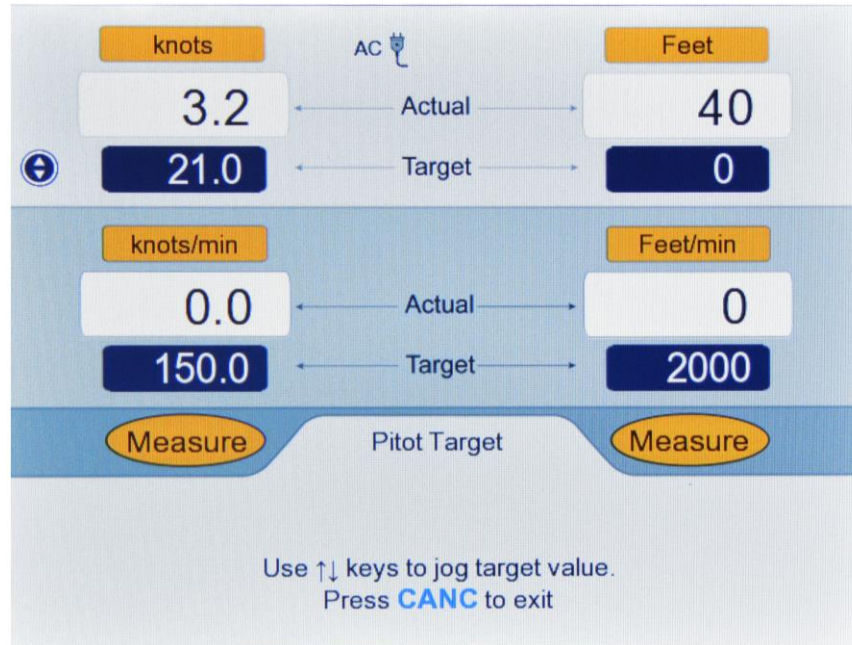 knots AC Feet
3.2 Actual 40
21.0 Target 0
knots/min Feet/min
0.0 Actual 0
150.0 Target 2000
Measure Pitot Target Measure
Use ↑↓ keys to jog target value.
Press CANC to exit